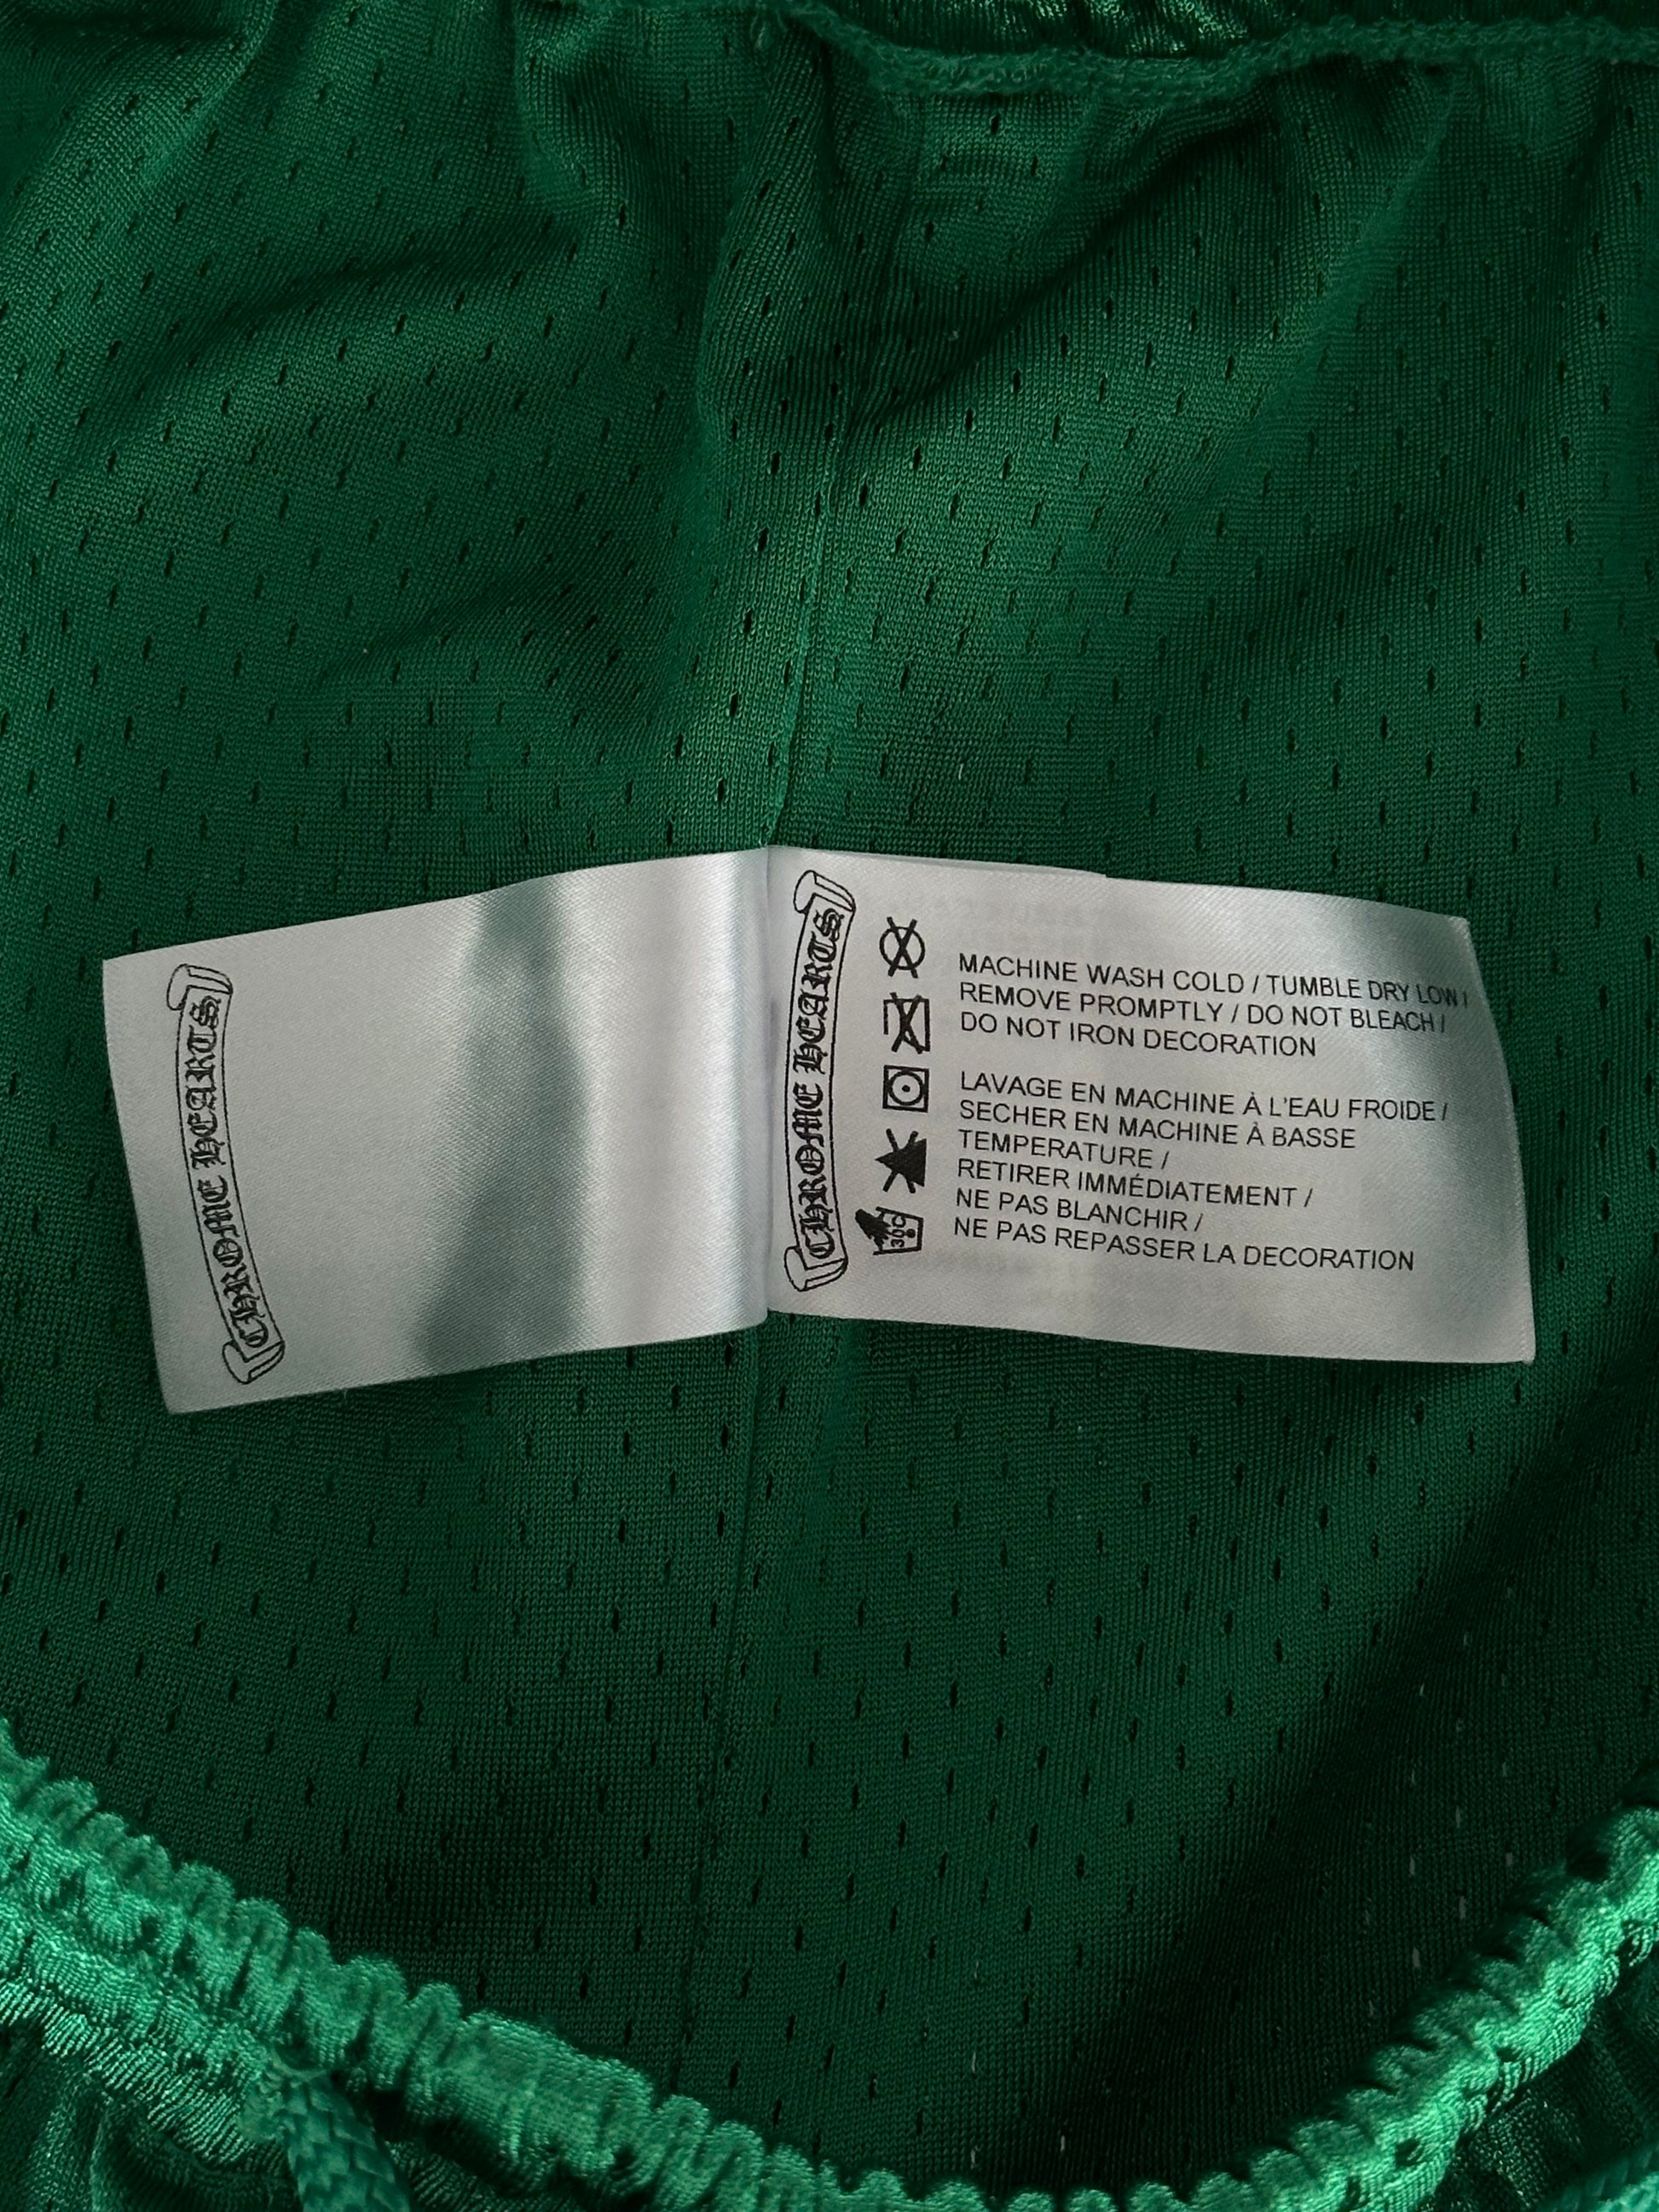 CHROME HEARTS
CHROME HEARTS
MACHINE WASH COLD / TUMBLE DRY LOW /
REMOVE PROMPTLY / DO NOT BLEACH /
DO NOT IRON DECORATION
LAVAGE EN MACHINE À L'EAU FROIDE /
SECHER EN MACHINE À BASSE
TEMPERATURE /
RETIRER IMMÉDIATEMENT /
NE PAS BLANCHIR /
NE PAS REPASSER LA DECORATION
30C